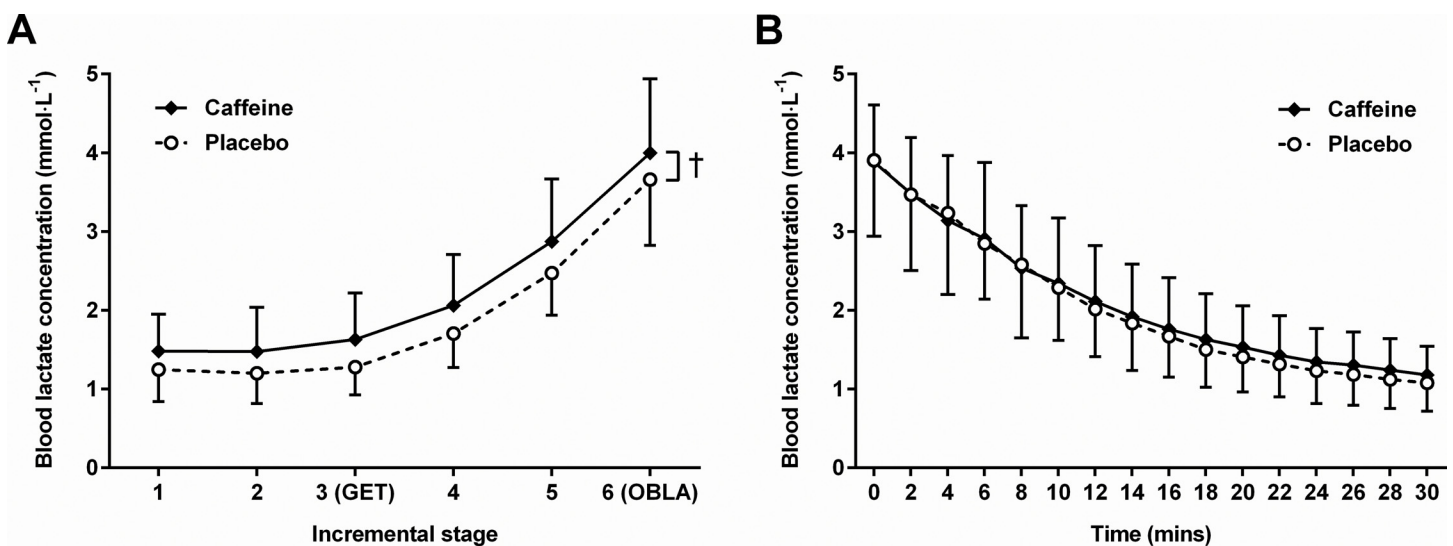 A
Blood lactate concentration (mmol·L⁻¹)
5
4
3
2
1
0
Caffeine
Placebo
†
1 2 3 (GET) 4 5 6 (OBLA)
Incremental stage
B
Blood lactate concentration (mmol·L⁻¹)
5
4
3
2
1
0
Caffeine
Placebo
0 2 4 6 8 10 12 14 16 18 20 22 24 26 28 30
Time (mins)